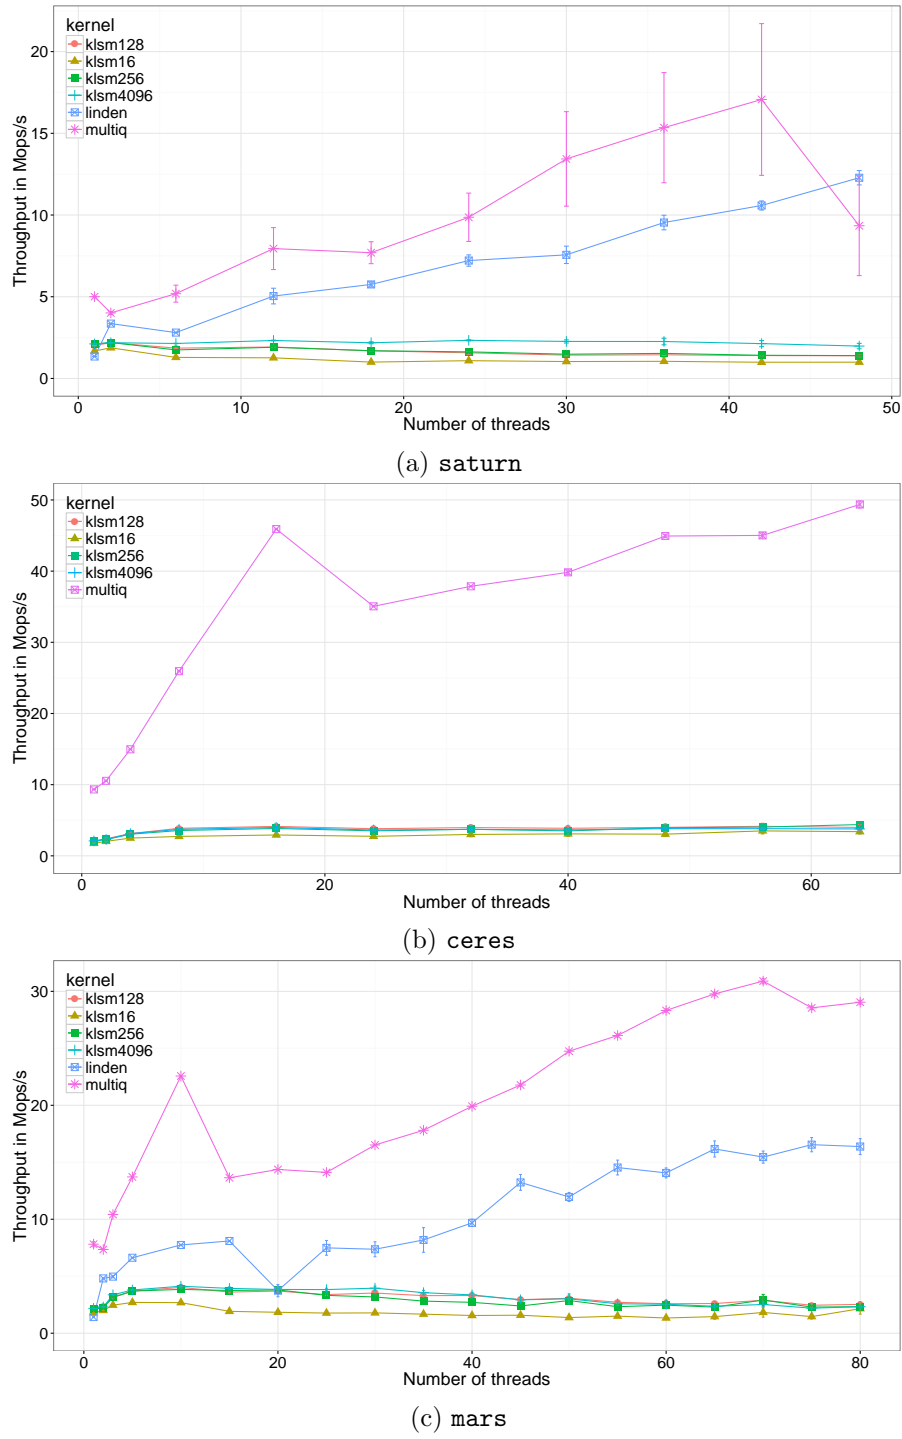 kernel
klsm128
klsm16
klsm256
klsm4096
linden
multiq
Throughput in Mops/s
20
15
10
5
0
0 10 20 30 40 50
Number of threads
(a) saturn
kernel
klsm128
klsm16
klsm256
klsm4096
multiq
Throughput in Mops/s
50
40
30
20
10
0
0 20 40 60
Number of threads
(b) ceres
kernel
klsm128
klsm16
klsm256
klsm4096
linden
multiq
Throughput in Mops/s
30
20
10
0
0 20 40 60 80
Number of threads
(c) mars